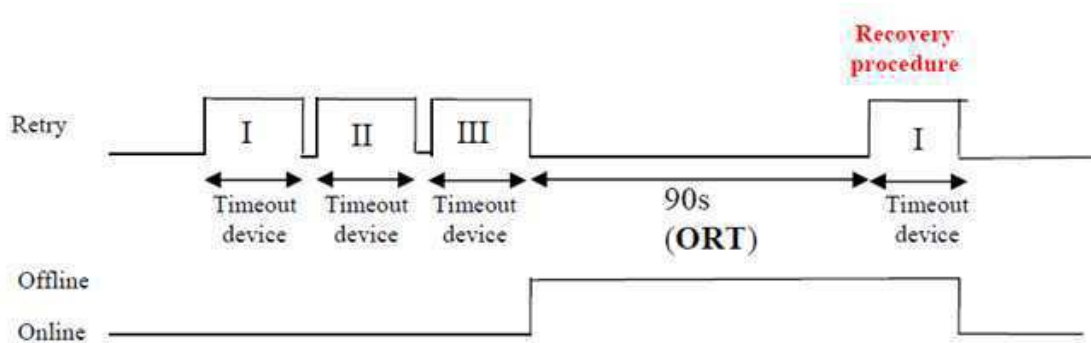 Recovery
procedure
Retry
I
II
III
I
Timeout
device
Timeout
device
Timeout
device
90s
(ORT)
Timeout
device
Offline
Online